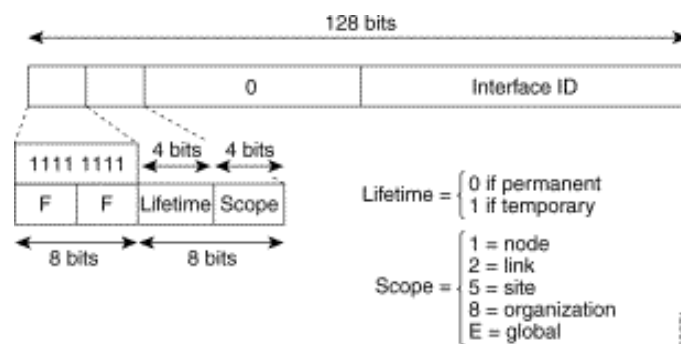 128 bits
0 Interface ID
4 bits 4 bits
1111 1111
F F Lifetime Scope
8 bits 8 bits
Lifetime = 0 if permanent
1 if temporary
Scope = 1 = node
2 = link
5 = site
8 = organization
E = global